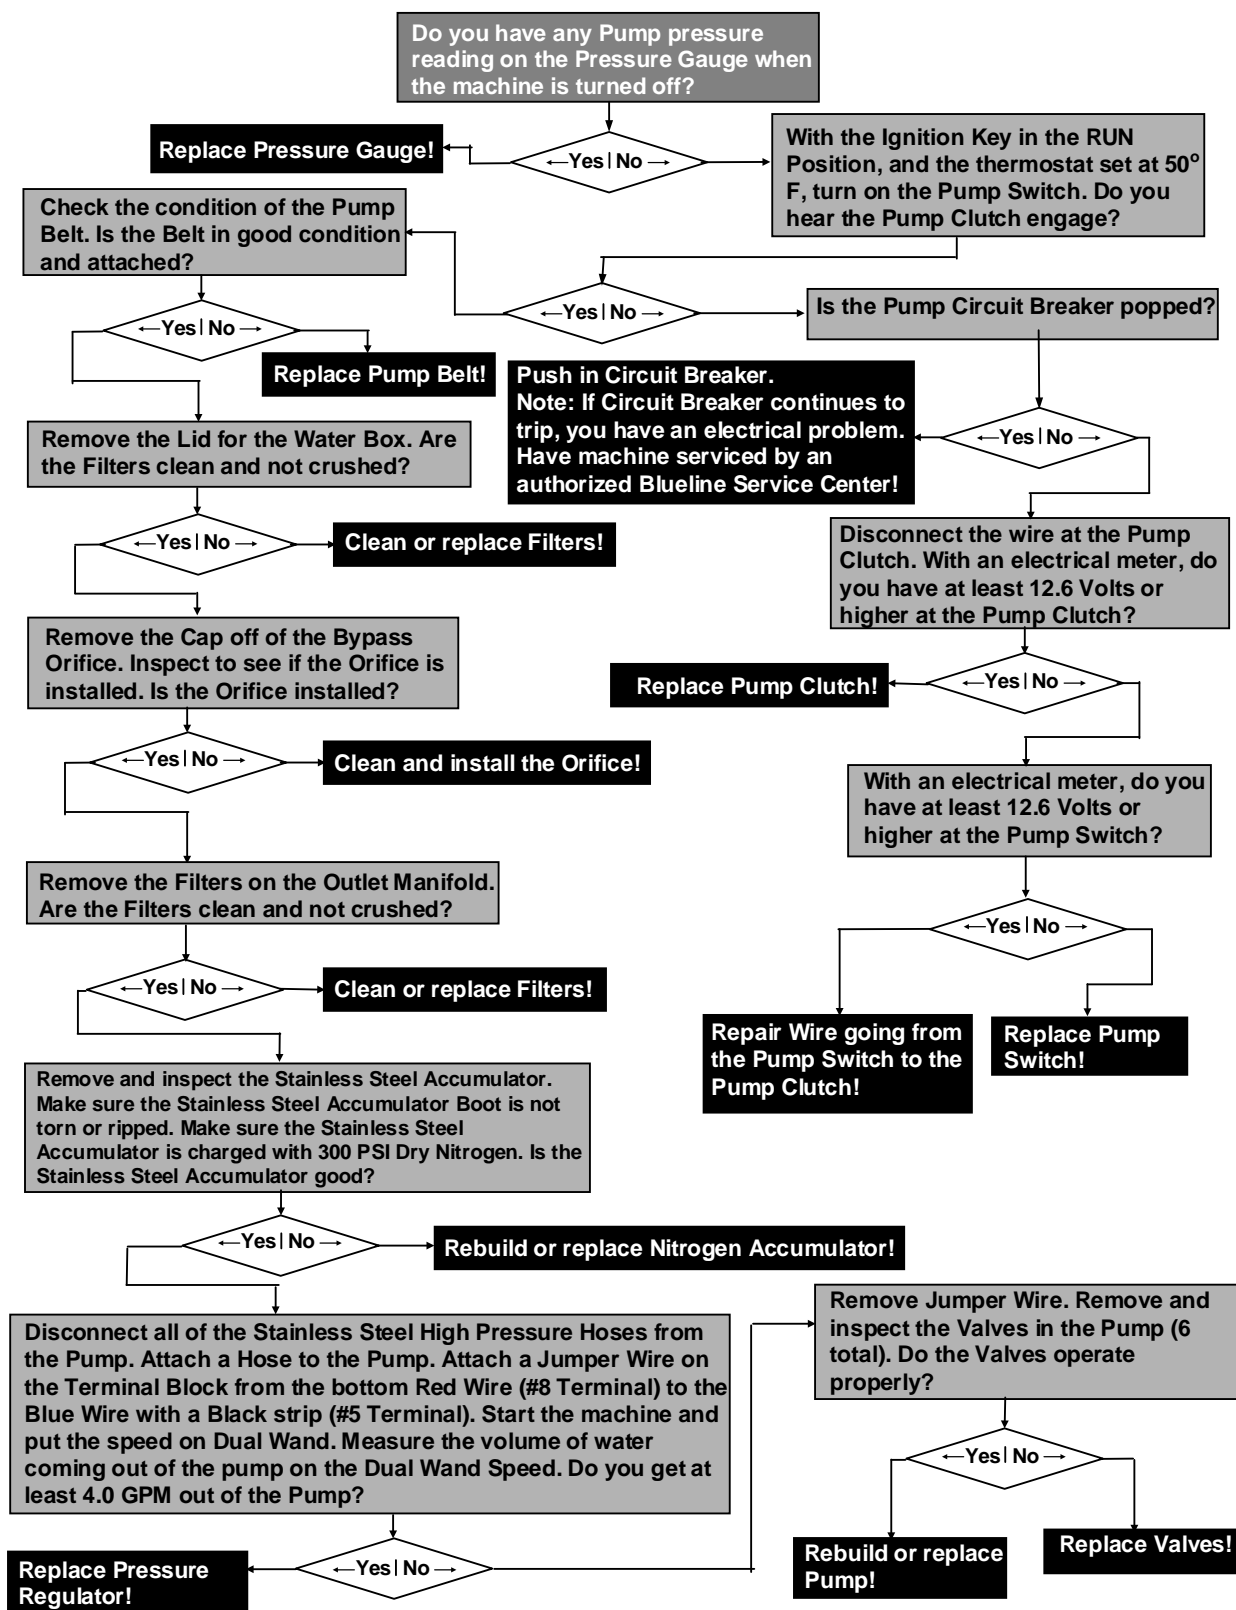 Do you have any Pump pressure
reading on the Pressure Gauge when
the machine is turned off?
←Yes | No →
Replace Pressure Gauge!
With the Ignition Key in the RUN
Position, and the thermostat set at 50°
F, turn on the Pump Switch. Do you
hear the Pump Clutch engage?
←Yes | No →
Check the condition of the Pump
Belt. Is the Belt in good condition
and attached?
←Yes | No →
Replace Pump Belt!
Is the Pump Circuit Breaker popped?
←Yes | No →
Push in Circuit Breaker.
Note: If Circuit Breaker continues to
trip, you have an electrical problem.
Have machine serviced by an
authorized Blueline Service Center!
Remove the Lid for the Water Box. Are
the Filters clean and not crushed?
←Yes | No →
Clean or replace Filters!
Disconnect the wire at the Pump
Clutch. With an electrical meter, do
you have at least 12.6 Volts or
higher at the Pump Clutch?
←Yes | No →
Replace Pump Clutch!
Remove the Cap off of the Bypass
Orifice. Inspect to see if the Orifice is
installed. Is the Orifice installed?
←Yes | No →
Clean and install the Orifice!
With an electrical meter, do you
have at least 12.6 Volts or
higher at the Pump Switch?
←Yes | No →
Repair Wire going from
the Pump Switch to the
Pump Clutch!
Replace Pump
Switch!
Remove the Filters on the Outlet Manifold.
Are the Filters clean and not crushed?
←Yes | No →
Clean or replace Filters!
Remove and inspect the Stainless Steel Accumulator.
Make sure the Stainless Steel Accumulator Boot is not
torn or ripped. Make sure the Stainless Steel
Accumulator is charged with 300 PSI Dry Nitrogen. Is the
Stainless Steel Accumulator good?
←Yes | No →
Rebuild or replace Nitrogen Accumulator!
Disconnect all of the Stainless Steel High Pressure Hoses from
the Pump. Attach a Hose to the Pump. Attach a Jumper Wire on
the Terminal Block from the bottom Red Wire (#8 Terminal) to the
Blue Wire with a Black strip (#5 Terminal). Start the machine and
put the speed on Dual Wand. Measure the volume of water
coming out of the pump on the Dual Wand Speed. Do you get at
least 4.0 GPM out of the Pump?
←Yes | No →
Replace Pressure
Regulator!
Remove Jumper Wire. Remove and
inspect the Valves in the Pump (6
total). Do the Valves operate
properly?
←Yes | No →
Rebuild or replace
Pump!
Replace Valves!